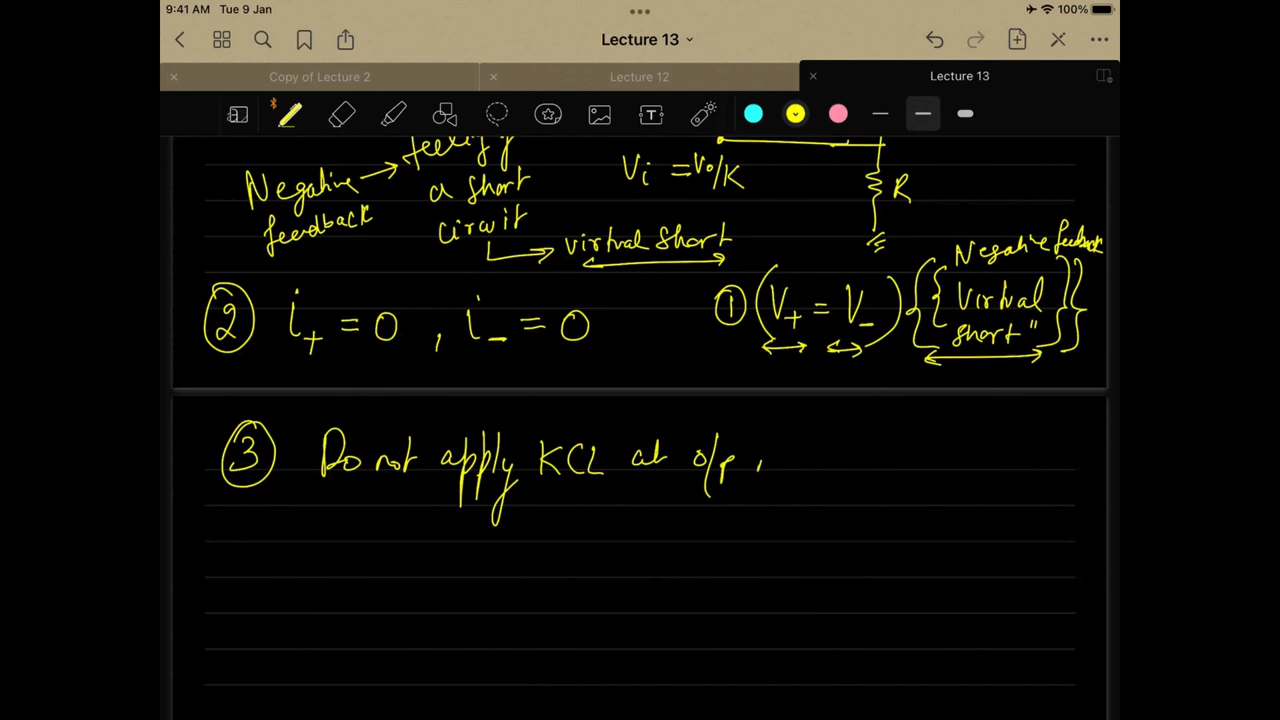 9:41 AM Tue 9 Jan
100%
Lecture 13
Copy of Lecture 2
Lecture 12
Lecture 13
T
Negative
feedback
a short
circuit
virtual short
Vi = Vo/K
R
② i+ = 0 , i- = 0
① (V+ = V-)
Negative feedback
Virtual
short"
③ Do not apply KCL at o/p